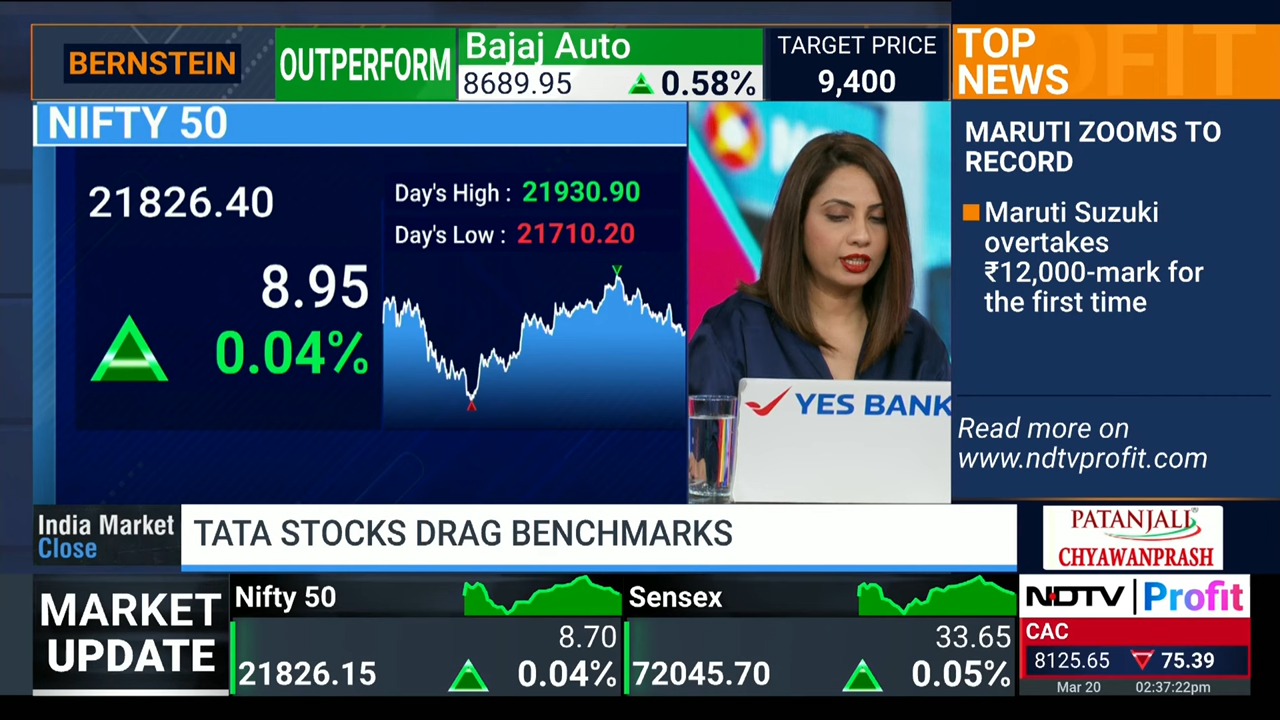 BERNSTEIN
OUTPERFORM
Bajaj Auto
8689.95 0.58%
TARGET PRICE
9,400
TOP
NEWS
NIFTY 50
21826.40
8.95
0.04%
Day's High : 21930.90
Day's Low : 21710.20
YES BANK
MARUTI ZOOMS TO
RECORD
Maruti Suzuki
overtakes
₹12,000-mark for
the first time
Read more on
www.ndtvprofit.com
India Market
Close
TATA STOCKS DRAG BENCHMARKS
PATANJALI
CHYAWANPRASH
MARKET
UPDATE
Nifty 50
8.70
21826.15 0.04%
Sensex
33.65
72045.70 0.05%
NDTV Profit
CAC
8125.65 75.39
Mar 20 02:37:22pm